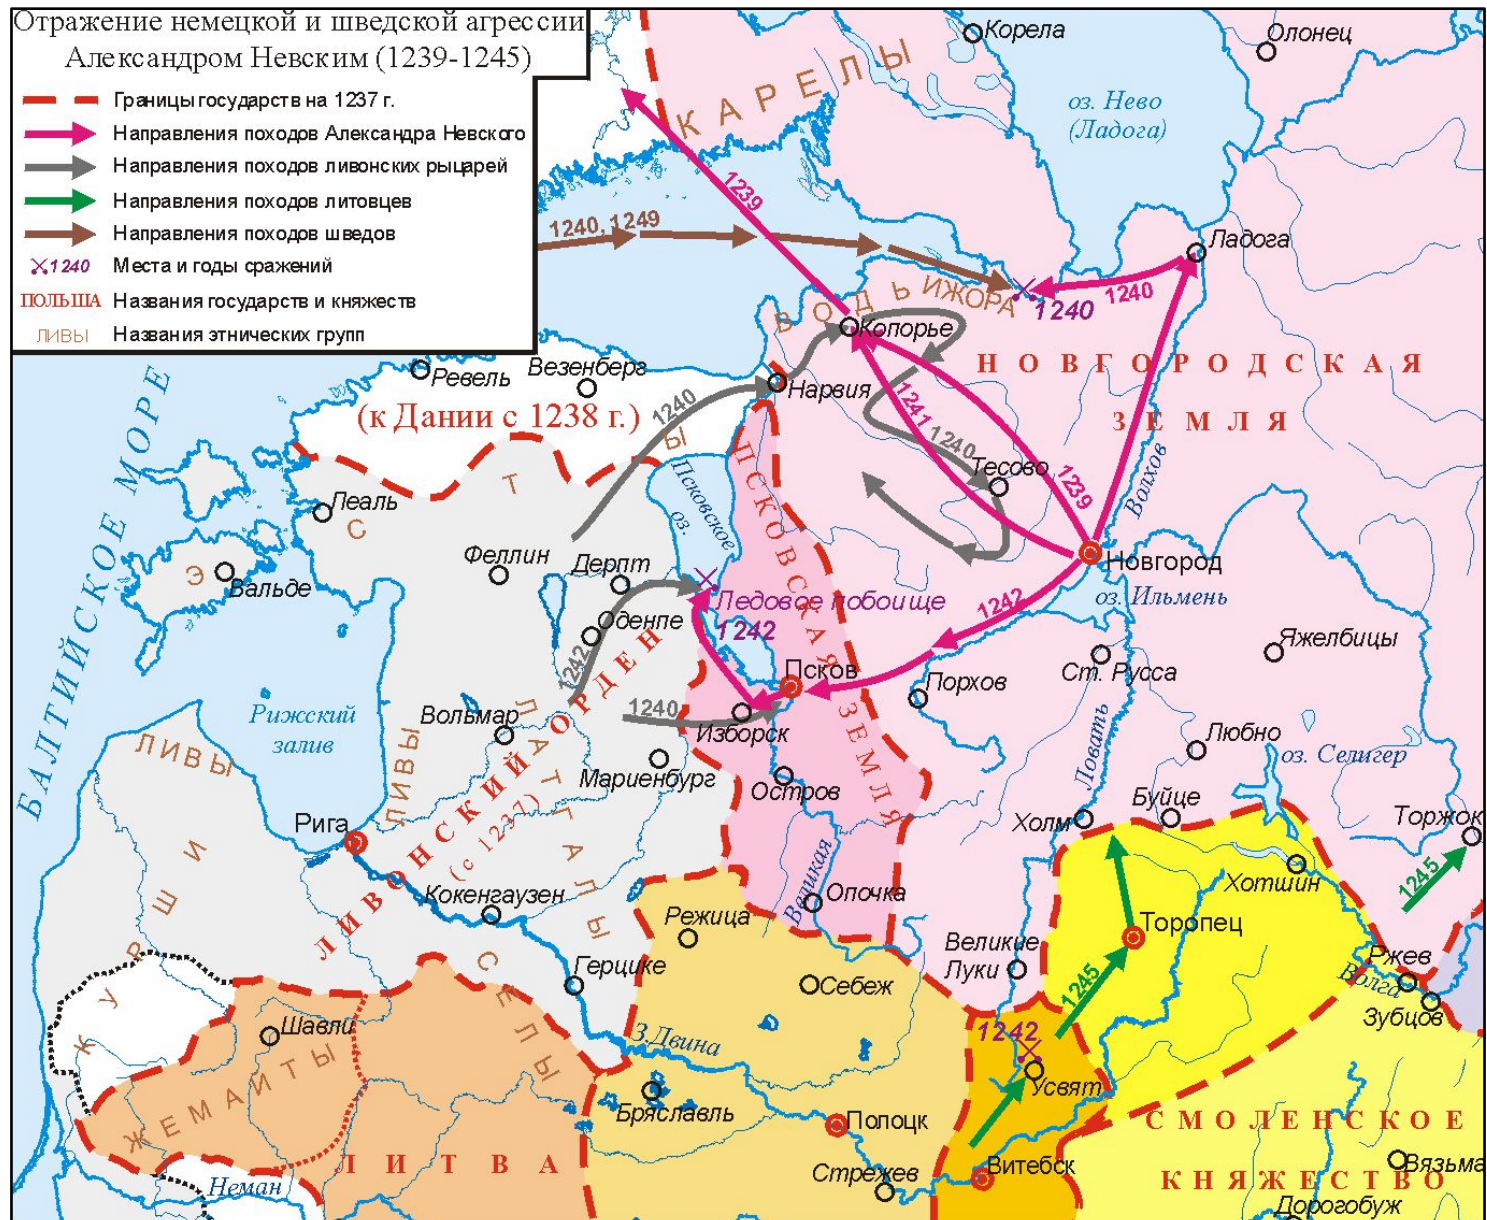 Отражение немецкой и шведской агрессии
Александром Невским (1239-1245)
Границы государств на 1237 г.
Направления походов Александра Невского
Направления походов ливонских рыцарей
Направления походов литовцев
Направления походов шведов
1240 Места и годы сражений
ПОЛЬША Названия государств и княжеств
ЛИВЫ Названия этнических групп
Корела
Олонец
КАРЕЛЫ
оз. Нево
(Ладога)
1239
1240, 1249
Ладога
1240
1240
ВОДЬ
ИЖОРА
Копорье
НОВГОРОДСКАЯ
ЗЕМЛЯ
Ревель
Везенберг
Нарвия
(к Дании с 1238 г.)
1240
1241
1240
Тесово
1239
Волхов
БАЛТИЙСКОЕ МОРЕ
ЭСТЫ
Псковское
оз.
ПСКОВСКАЯ ЗЕМЛЯ
Леаль
Вальде
Феллин
Дерпт
Оденпе
Новгород
оз. Ильмень
Ледовое побоище
1242
1242
1242
Яжелбицы
Ст. Русса
Псков
Порхов
Рижский
залив
Вольмар
1240
Изборск
Мариенбург
Остров
Ловать
Любно
оз. Селигер
ЛИВЫ
ЛИВЫ
ЛАТГАЛЫ
ЛИВОНСКИЙ ОРДЕН
(с 1237)
Рига
Холм
Буйце
Торжок
1245
Хотшин
КУРШИ
Кокенгаузен
Великая
Опочка
Режица
Торопец
Великие
Луки
Ржев
Волга
Зубцов
Герцике
СЕЛЫ
Себеж
1245
Шавли
ЖЕМАЙТЫ
З.Двина
1242
Усвят
Бряславль
Полоцк
СМОЛЕНСКОЕ
КНЯЖЕСТВО
ЛИТВА
Неман
Стрежев
Витебск
Вязьма
Дорогобуж